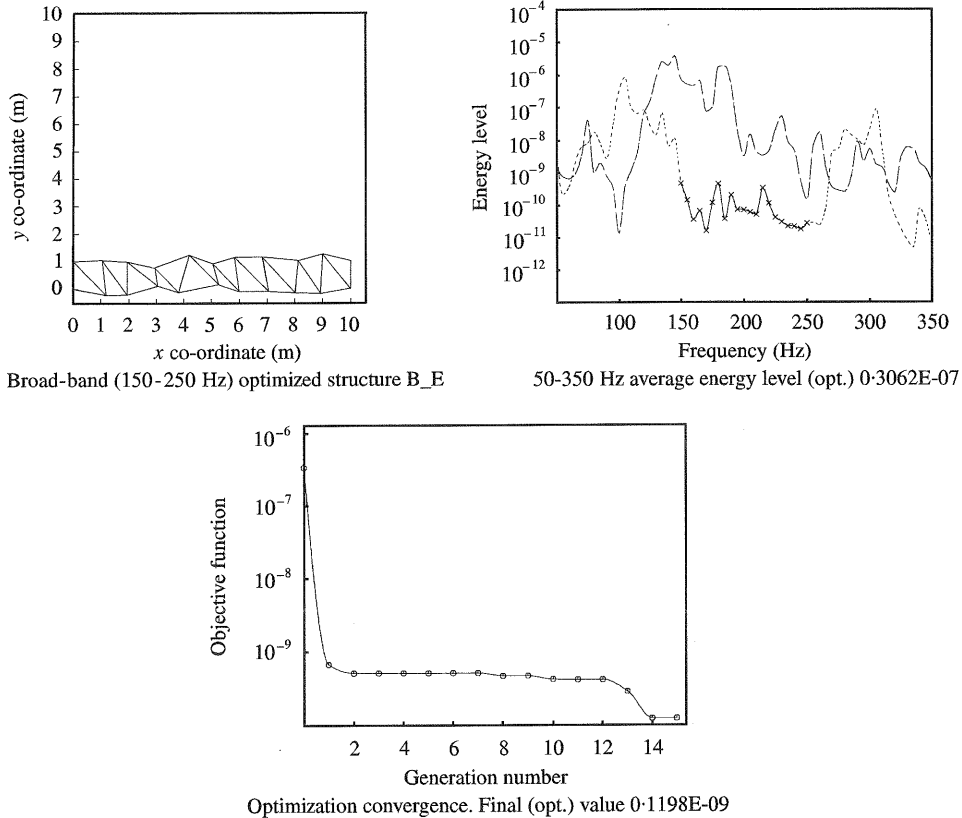 10
9
8
7
6
5
4
3
2
1
0
y co-ordinate (m)
0 1 2 3 4 5 6 7 8 9 10
x co-ordinate (m)
Broad-band (150-250 Hz) optimized structure B_E
10⁻⁴
10⁻⁵
10⁻⁶
10⁻⁷
10⁻⁸
10⁻⁹
10⁻¹⁰
10⁻¹¹
10⁻¹²
Energy level
100 150 200 250 300 350
Frequency (Hz)
50-350 Hz average energy level (opt.) 0·3062E-07
10⁻⁶
10⁻⁷
10⁻⁸
10⁻⁹
Objective function
2 4 6 8 10 12 14
Generation number
Optimization convergence. Final (opt.) value 0·1198E-09